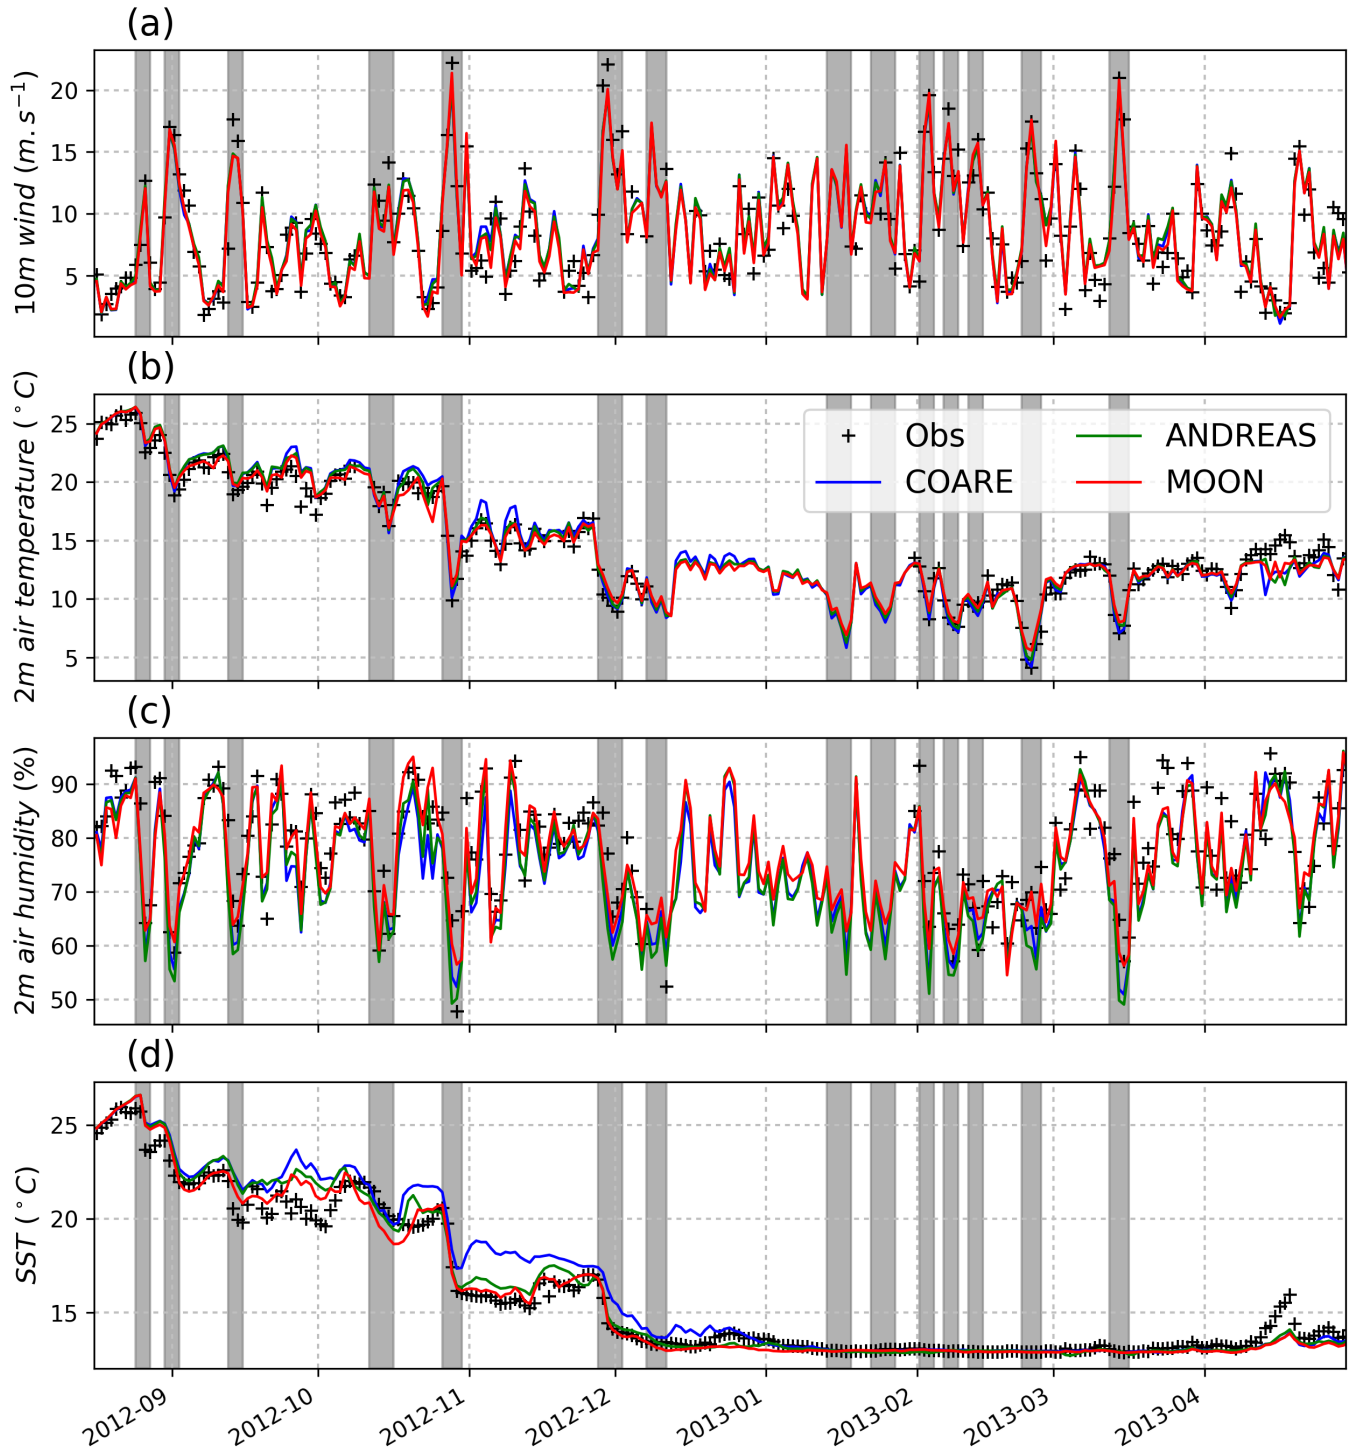 (a)
10m wind (m.s⁻¹)
20
15
10
5
(b)
2m air temperature (°C)
25
20
15
10
5
Obs
COARE
ANDREAS
MOON
(c)
2m air humidity (%)
90
80
70
60
50
(d)
SST (°C)
25
20
15
2012-09
2012-10
2012-11
2012-12
2013-01
2013-02
2013-03
2013-04